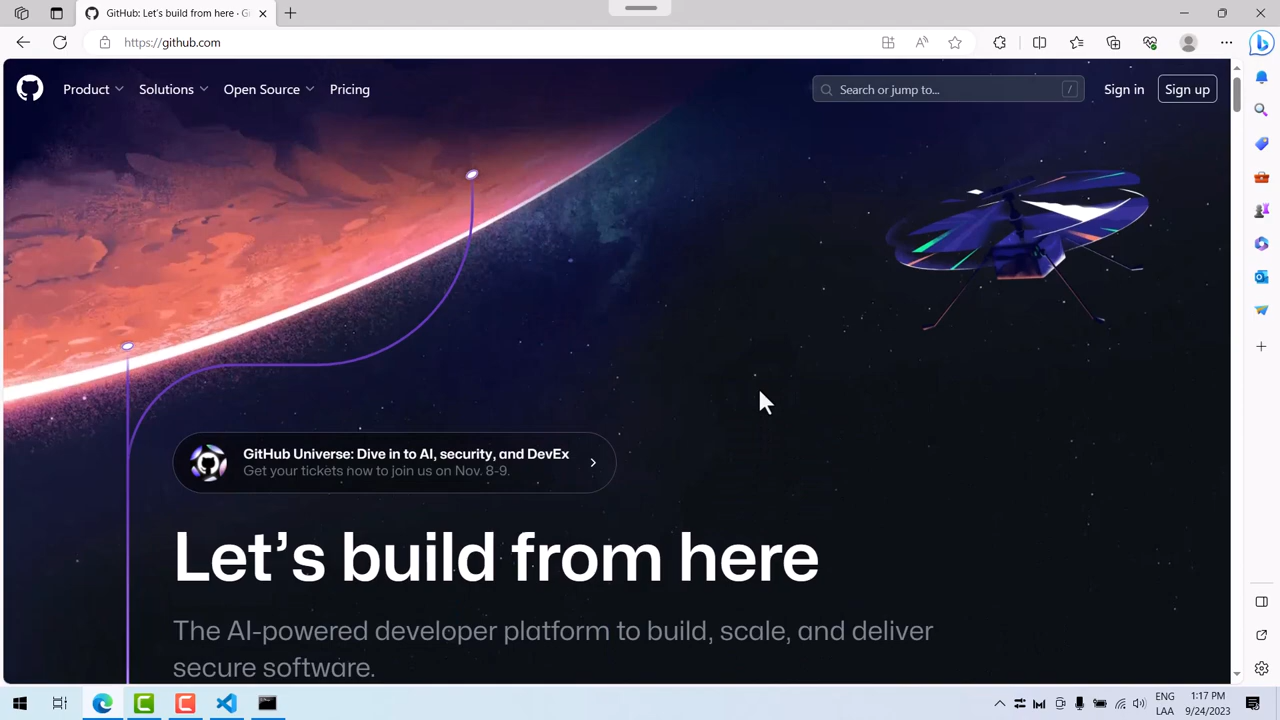 GitHub: Let's build from here · G
https://github.com
Product
Solutions
Open Source
Pricing
Search or jump to...
/
Sign in
Sign up
GitHub Universe: Dive in to AI, security, and DevEx
Get your tickets now to join us on Nov. 8-9.
Let’s build from here
The AI-powered developer platform to build, scale, and deliver
secure software.
ENG
LAA
1:17 PM
9/24/2023